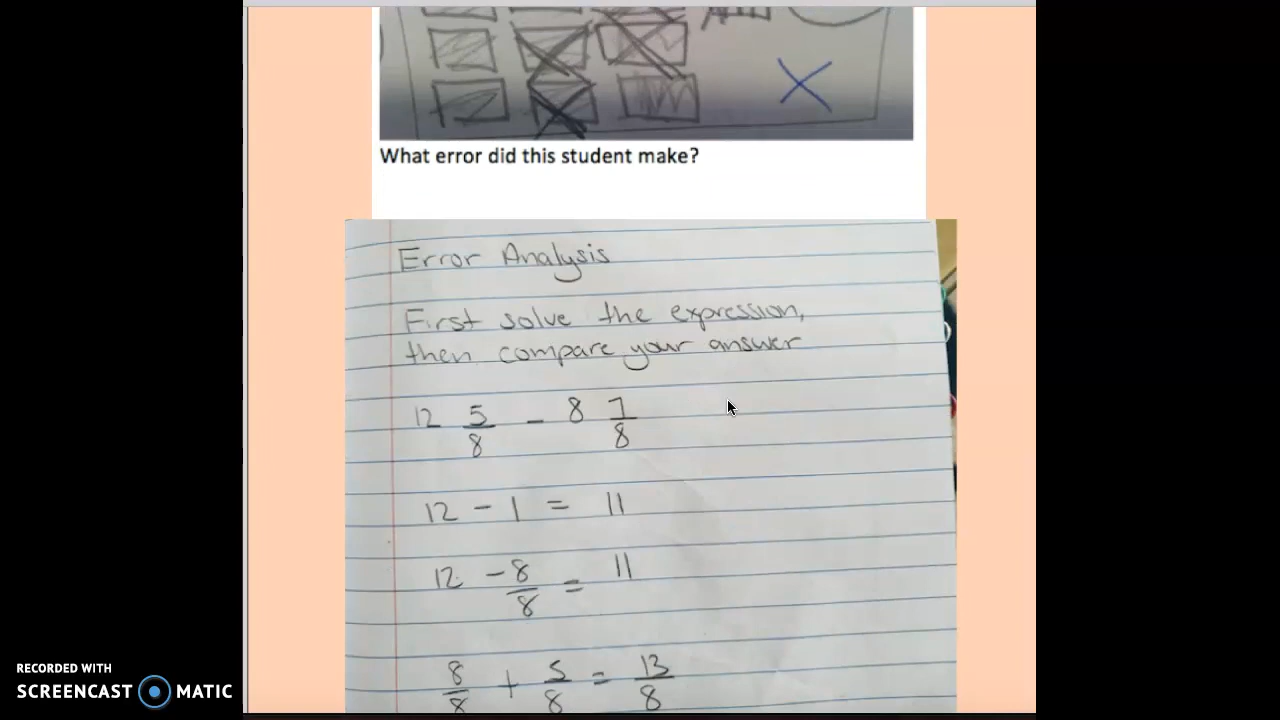 What error did this student make?
Error Analysis
First solve the expression,
then compare your answer
12 5/8 - 8 7/8
12 - 1 = 11
12 - 8/8 = 11
8/8 + 5/8 = 13/8
RECORDED WITH
SCREENCAST MATIC